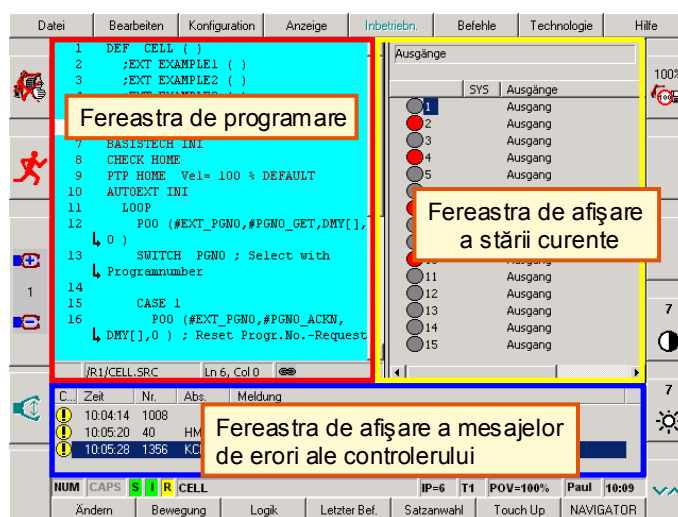 Datei Bearbeiten Konfiguration Anzeige Inbetriebn. Befehle Technologie Hilfe
1 DEF CELL ( )
2 ;EXT EXAMPLE1 ( )
3 ;EXT EXAMPLE2 ( )
Fereastra de programare
7 BASISTECH INI
8 CHECK HOME
9 PTP HOME Vel= 100 % DEFAULT
10 AUTOEXT INI
11 LOOP
12 P00 (#EXT_PGNO,#PGNO_GET,DMY[],
0 )
13 SWITCH PGNO ; Select with
Programnumber
14
15 CASE 1
16 P00 (#EXT_PGNO,#PGNO_ACKN,
DMY[],0 ) ; Reset Progr.No.-Request
/R1/CELL.SRC Ln 6, Col 0
Ausgänge
SYS Ausgänge
1 Ausgang
2 Ausgang
3 Ausgang
4 Ausgang
5 Ausgang
Fereastra de afişare
a stării curente
11 Ausgang
12 Ausgang
13 Ausgang
14 Ausgang
15 Ausgang
100%
1
7
7
C... Zeit Nr. Abs. Meldung
10:04:14 1008
10:05:20 40
10:05:28 1356
Fereastra de afişare a mesajelor
de erori ale controlerului
NUM CAPS S I R CELL IP=6 T1 POV=100% Paul 10:09
Ändern Bewegung Logik Letzter Bef. Satzanwahl Touch Up NAVIGATOR